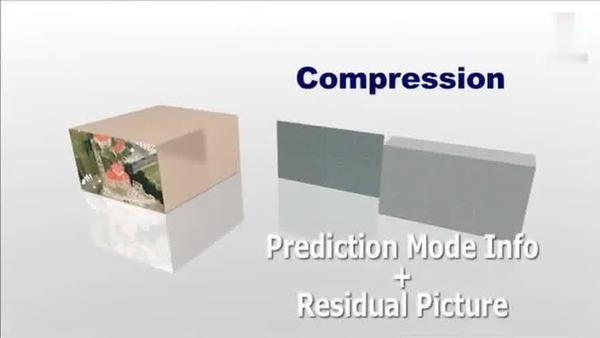 Compression
Prediction Mode Info
+
Residual Picture